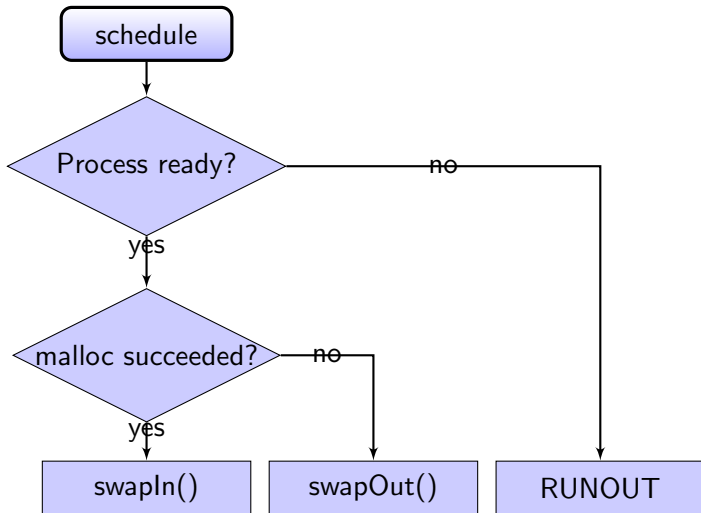 schedule
Process ready?
no
yes
malloc succeeded?
no
yes
swapIn()
swapOut()
RUNOUT